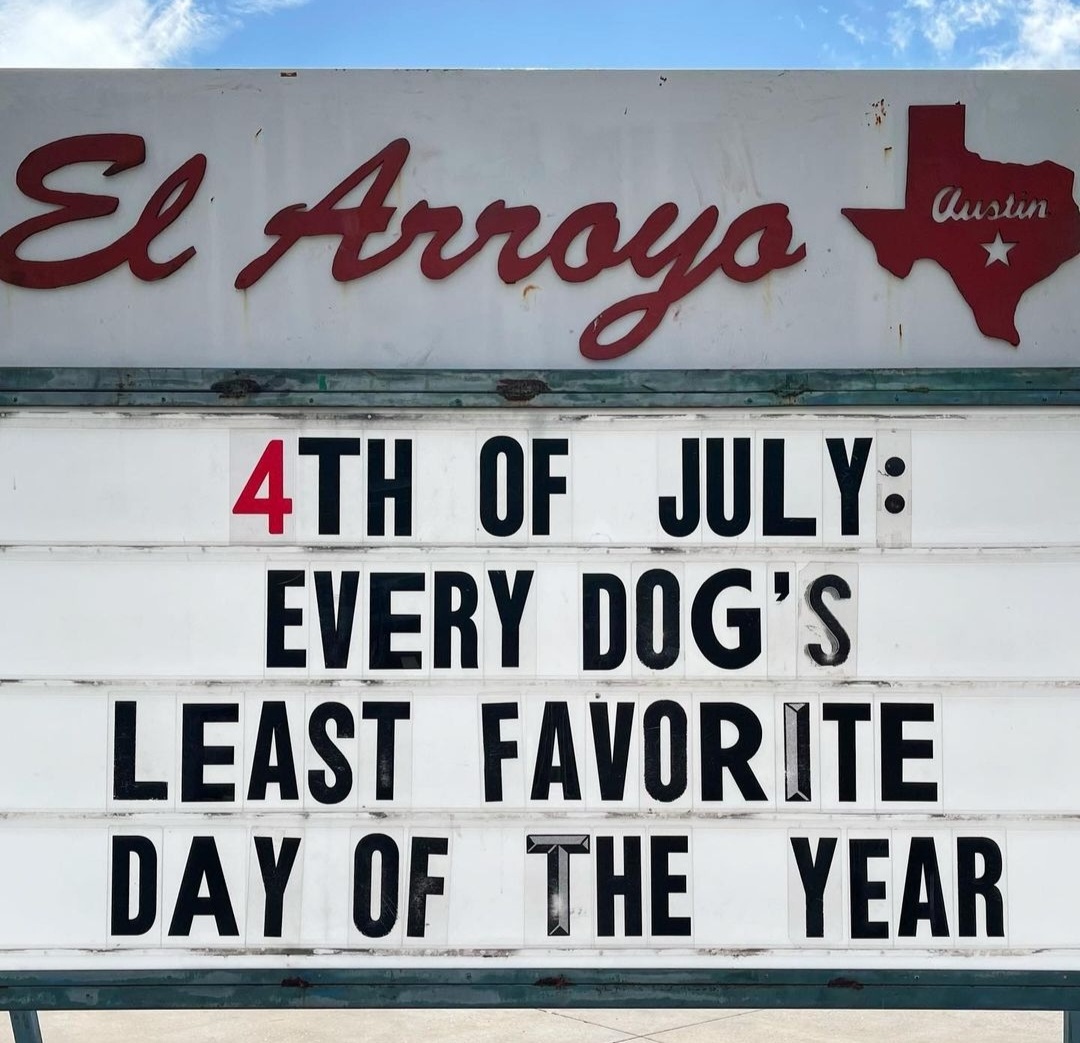 El Arroyo
Austin
4TH OF JULY:
EVERY DOG'S
LEAST FAVORITE
DAY OF THE YEAR